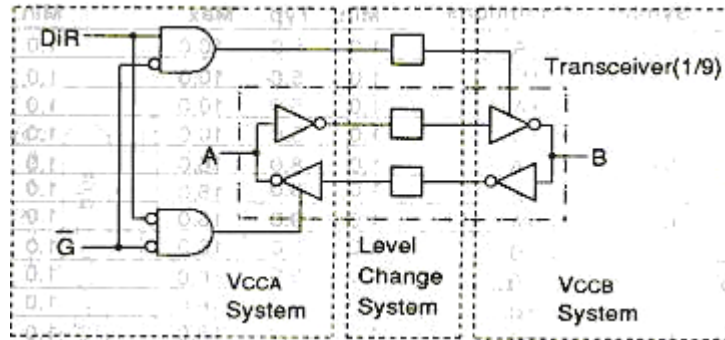 DiR
Transceiver(1/9)
A
B
G
VCCA
System
Level
Change
System
VCCB
System